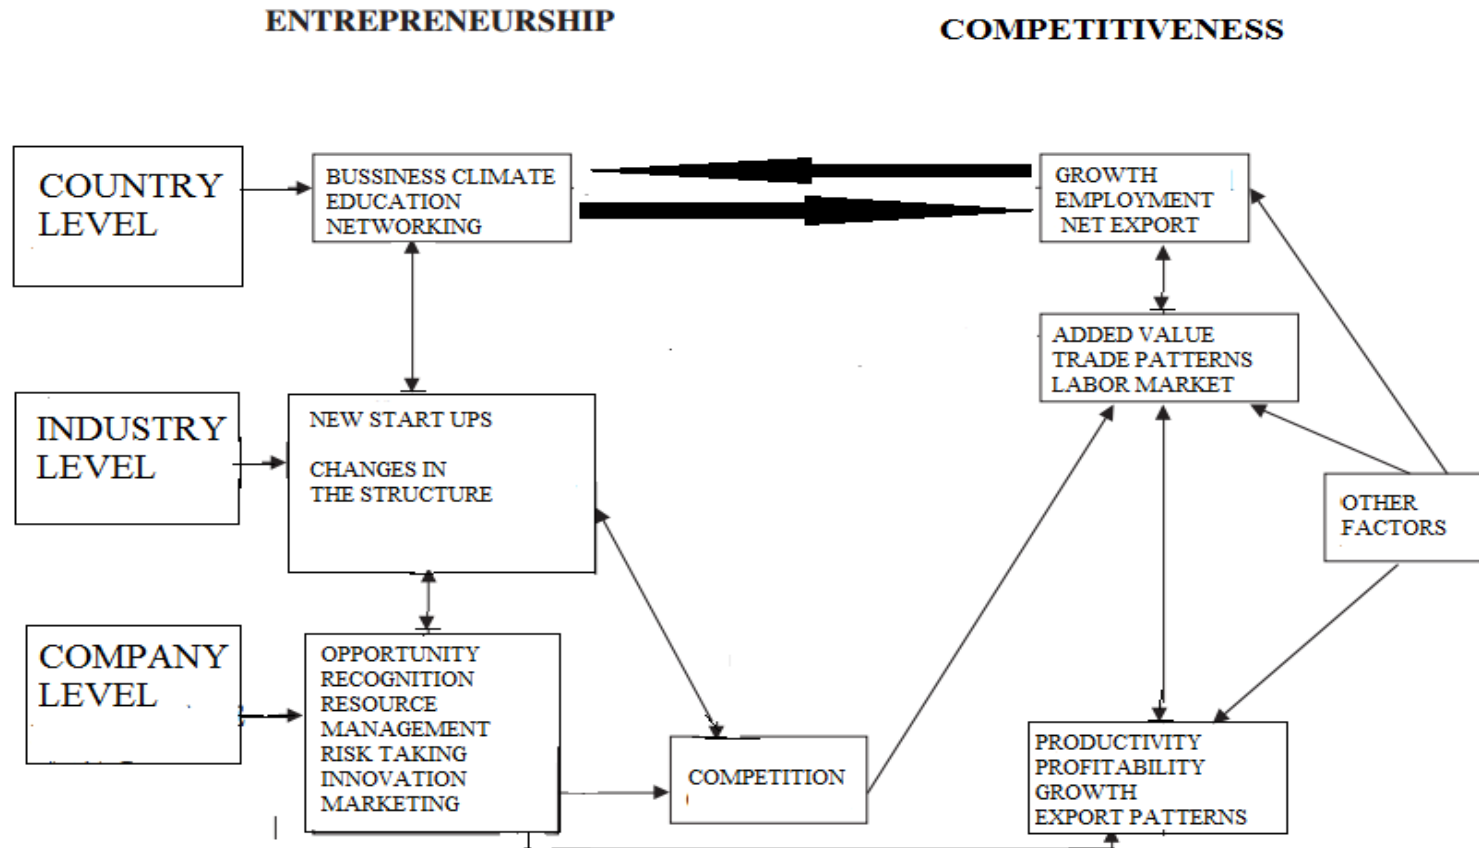 ENTREPRENEURSHIP
COMPETITIVENESS
COUNTRY
LEVEL
BUSSINESS CLIMATE
EDUCATION
NETWORKING
GROWTH
EMPLOYMENT
NET EXPORT
ADDED VALUE
TRADE PATTERNS
LABOR MARKET
INDUSTRY
LEVEL
NEW START UPS
CHANGES IN
THE STRUCTURE
OTHER
FACTORS
COMPANY
LEVEL
OPPORTUNITY
RECOGNITION
RESOURCE
MANAGEMENT
RISK TAKING
INNOVATION
MARKETING
COMPETITION
PRODUCTIVITY
PROFITABILITY
GROWTH
EXPORT PATTERNS